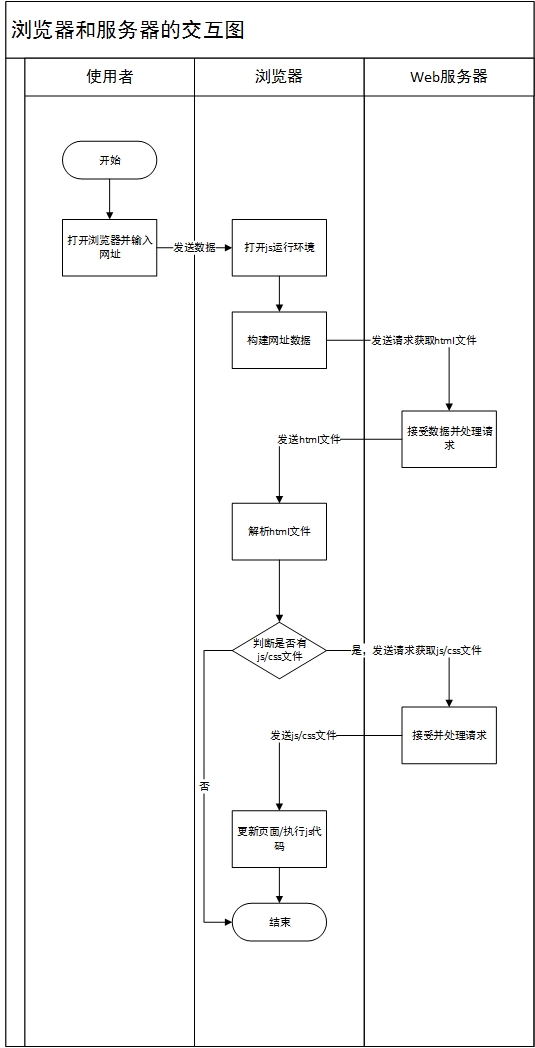 浏览器和服务器的交互图
使用者
浏览器
Web服务器
开始
打开浏览器并输入
网址
发送数据
打开js运行环境
构建网址数据
发送请求获取html文件
接受数据并处理请
求
发送html文件
解析html文件
判断是否有
js/css文件
是，发送请求获取js/css文件
接受并处理请求
发送js/css文件
否
更新页面/执行js代
码
结束